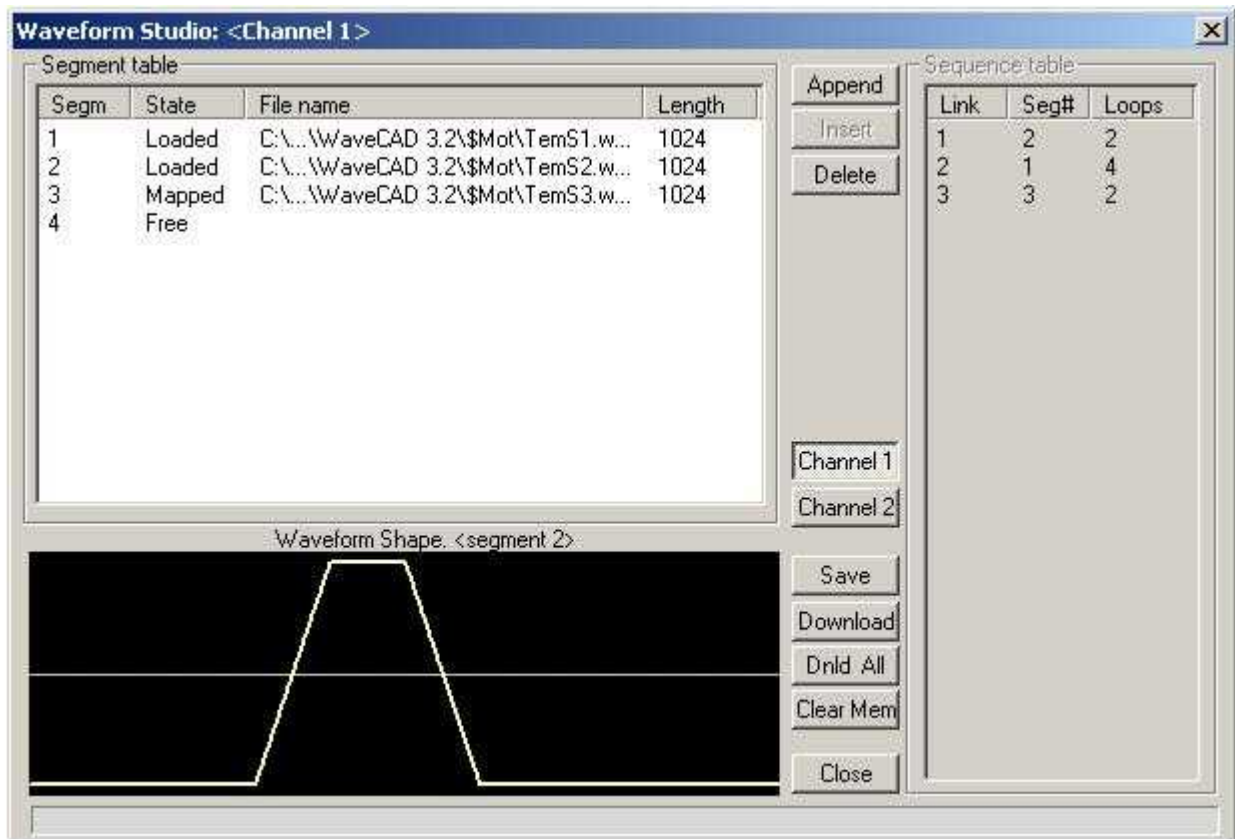 Waveform Studio: <Channel 1>
Segment table
Segm State File name Length
1 Loaded C:\...\WaveCAD 3.2\$Mot\TemS1.w... 1024
2 Loaded C:\...\WaveCAD 3.2\$Mot\TemS2.w... 1024
3 Mapped C:\...\WaveCAD 3.2\$Mot\TemS3.w... 1024
4 Free
Append
Insert
Delete
Channel 1
Channel 2
Save
Download
Dnld All
Clear Mem
Close
Sequence table
Link Seg# Loops
1 2 2
2 1 4
3 3 2
Waveform Shape. <segment 2>